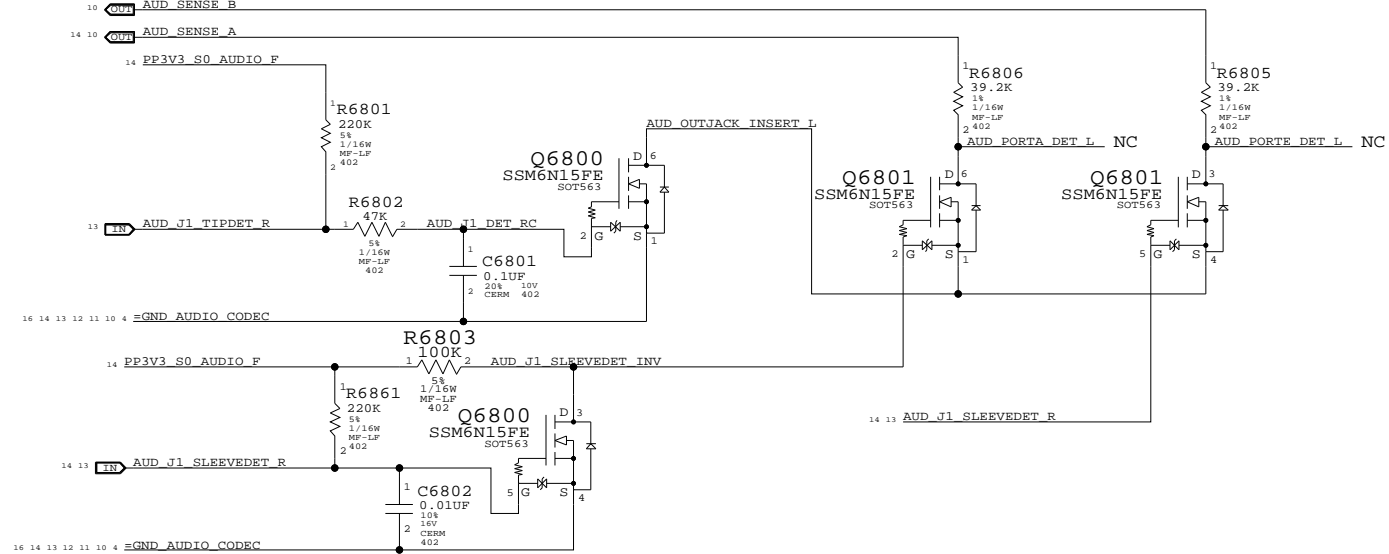 10 OUT AUD_SENSE_B
14 10 OUT AUD_SENSE_A
14 PP3V3_S0_AUDIO_F
1
R6801
220K
5%
1/16W
MF-LF
402
2
13 IN AUD_J1_TIPDET_R
R6802
1 47K 2
5%
1/16W
MF-LF
402
AUD_J1_DET_RC
1
C6801
0.1UF
20% 10V
CERM 402
2
Q6800
SSM6N15FE
SOT563
D 6
2 G S 1
AUD_OUTJACK_INSERT_L
1
R6806
39.2K
1%
1/16W
MF-LF
402
2
AUD_PORTA_DET_L NC
Q6801
SSM6N15FE
SOT563
D 6
2 G S 1
1
R6805
39.2K
1%
1/16W
MF-LF
402
2
AUD_PORTE_DET_L NC
Q6801
SSM6N15FE
SOT563
D 3
5 G S 4
16 14 13 12 11 10 4 =GND_AUDIO_CODEC
14 PP3V3_S0_AUDIO_F
R6803
100K
1 2
5%
1/16W
MF-LF
402
AUD_J1_SLEEVEDET_INV
1
R6861
220K
5%
1/16W
MF-LF
402
2
Q6800
SSM6N15FE
SOT563
D 3
5 G S 4
14 13 AUD_J1_SLEEVEDET_R
14 13 IN AUD_J1_SLEEVEDET_R
1
C6802
0.01UF
10%
16V
CERM
402
2
16 14 13 12 11 10 4 =GND_AUDIO_CODEC